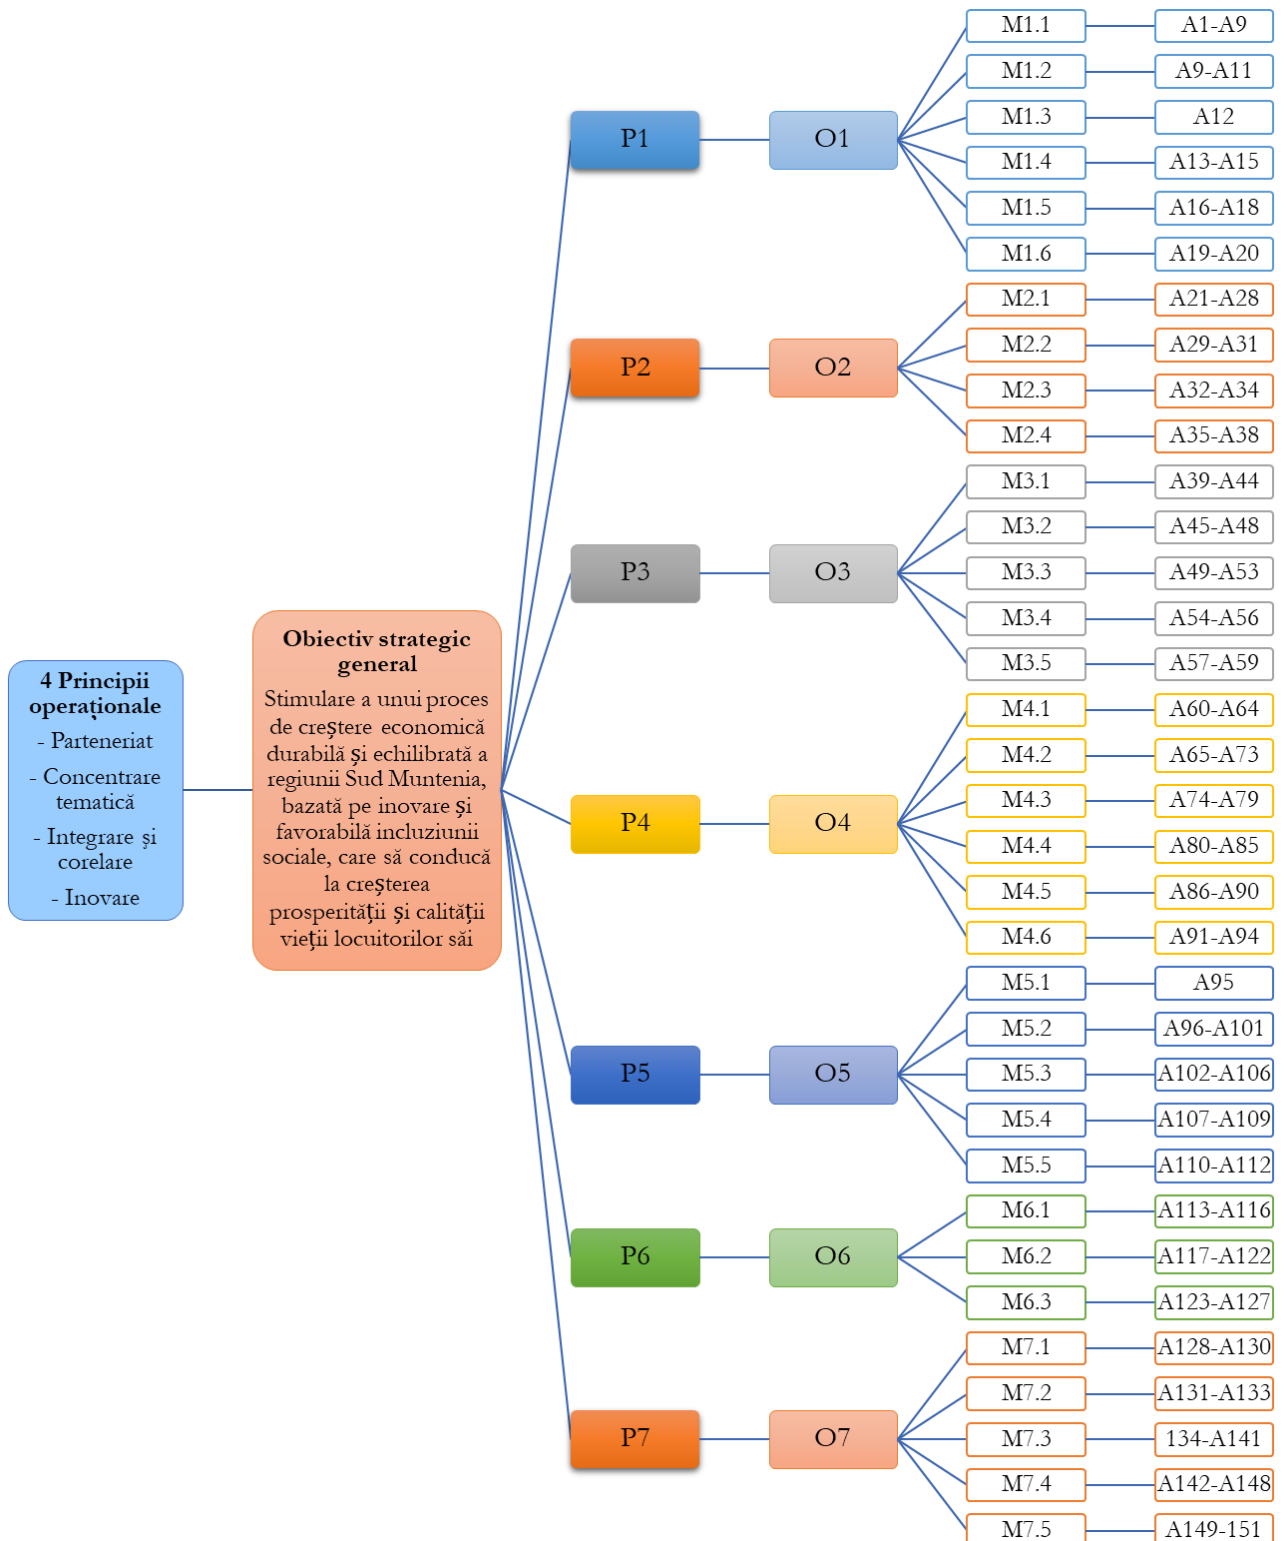 4 Principii
operaționale
- Parteneriat
- Concentrare
tematică
- Integrare și
corelare
- Inovare
Obiectiv strategic
general
Stimulare a unui proces
de creștere economică
durabilă și echilibrată a
regiunii Sud Muntenia,
bazată pe inovare și
favorabilă incluziunii
sociale, care să conducă
la creșterea
prosperității și calității
vieții locuitorilor săi
P1
O1
M1.1
A1-A9
M1.2
A9-A11
M1.3
A12
M1.4
A13-A15
M1.5
A16-A18
M1.6
A19-A20
P2
O2
M2.1
A21-A28
M2.2
A29-A31
M2.3
A32-A34
M2.4
A35-A38
P3
O3
M3.1
A39-A44
M3.2
A45-A48
M3.3
A49-A53
M3.4
A54-A56
M3.5
A57-A59
P4
O4
M4.1
A60-A64
M4.2
A65-A73
M4.3
A74-A79
M4.4
A80-A85
M4.5
A86-A90
M4.6
A91-A94
P5
O5
M5.1
A95
M5.2
A96-A101
M5.3
A102-A106
M5.4
A107-A109
M5.5
A110-A112
P6
O6
M6.1
A113-A116
M6.2
A117-A122
M6.3
A123-A127
P7
O7
M7.1
A128-A130
M7.2
A131-A133
M7.3
134-A141
M7.4
A142-A148
M7.5
A149-151